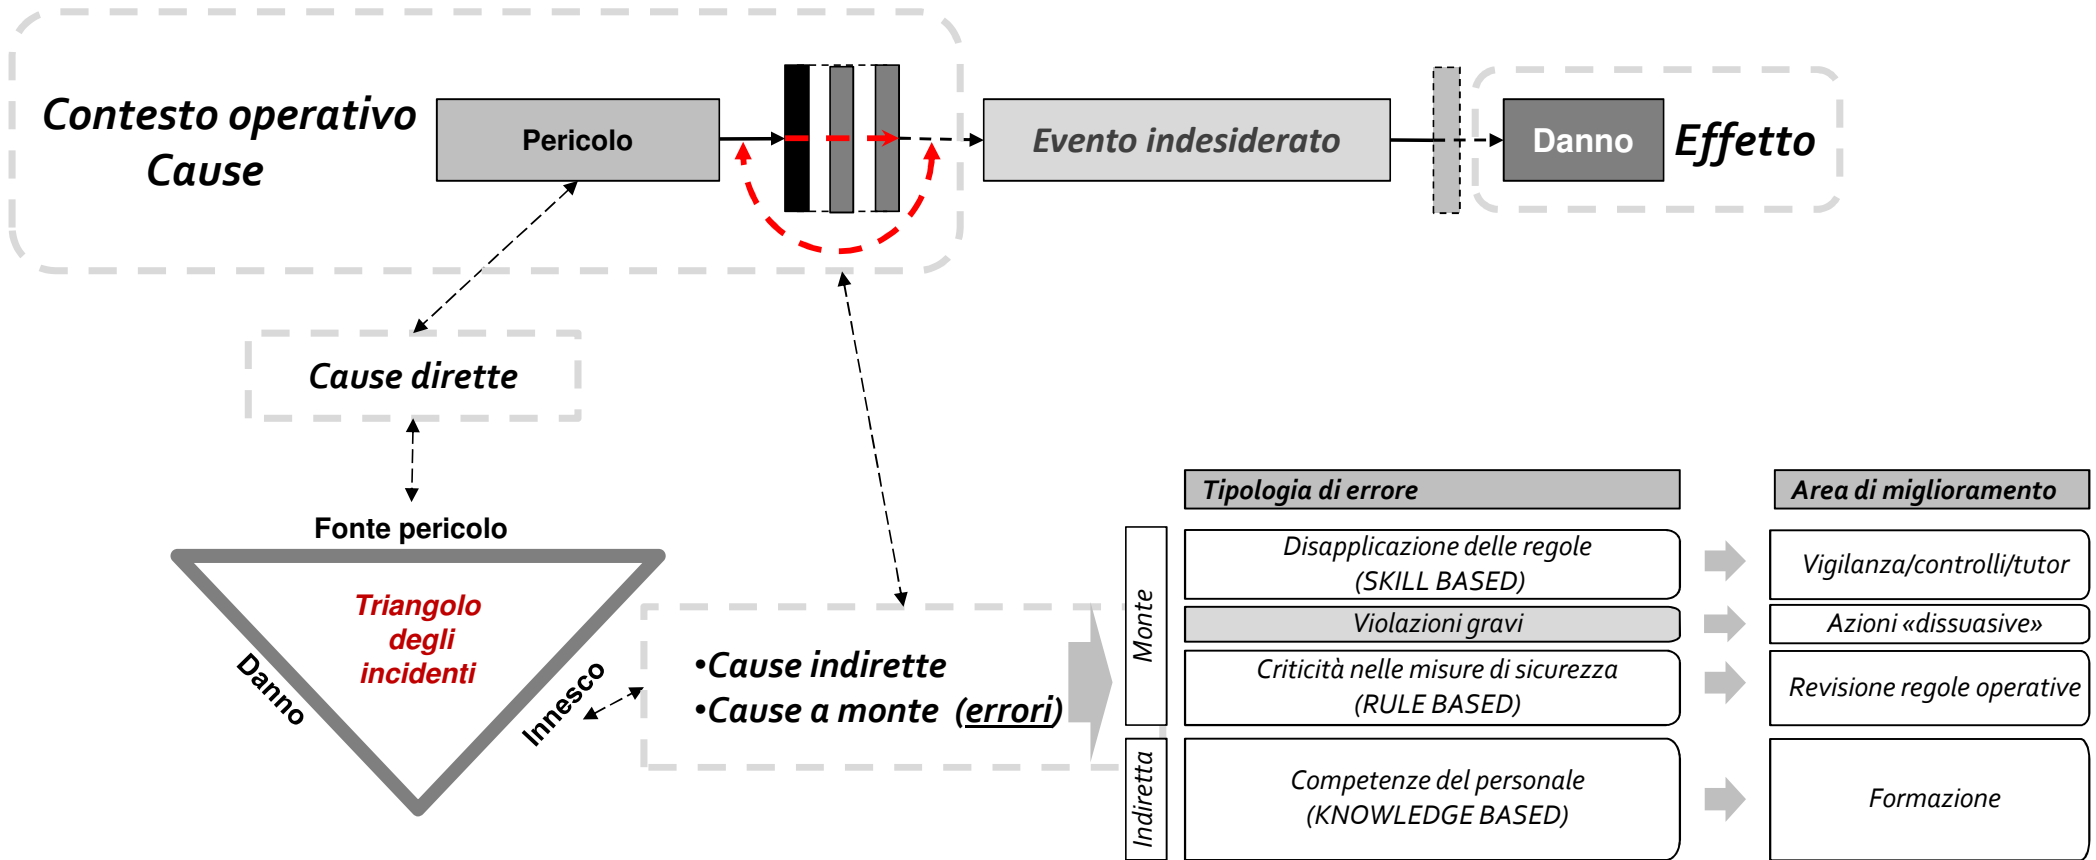 Contesto operativo
Cause
Pericolo
Evento indesiderato
Danno
Effetto
Cause dirette
Fonte pericolo
Triangolo
degli
incidenti
Danno
Innesco
•Cause indirette
•Cause a monte (errori)
Tipologia di errore
Area di miglioramento
Monte
Disapplicazione delle regole
(SKILL BASED)
Vigilanza/controlli/tutor
Violazioni gravi
Azioni «dissuasive»
Criticità nelle misure di sicurezza
(RULE BASED)
Revisione regole operative
Indiretta
Competenze del personale
(KNOWLEDGE BASED)
Formazione